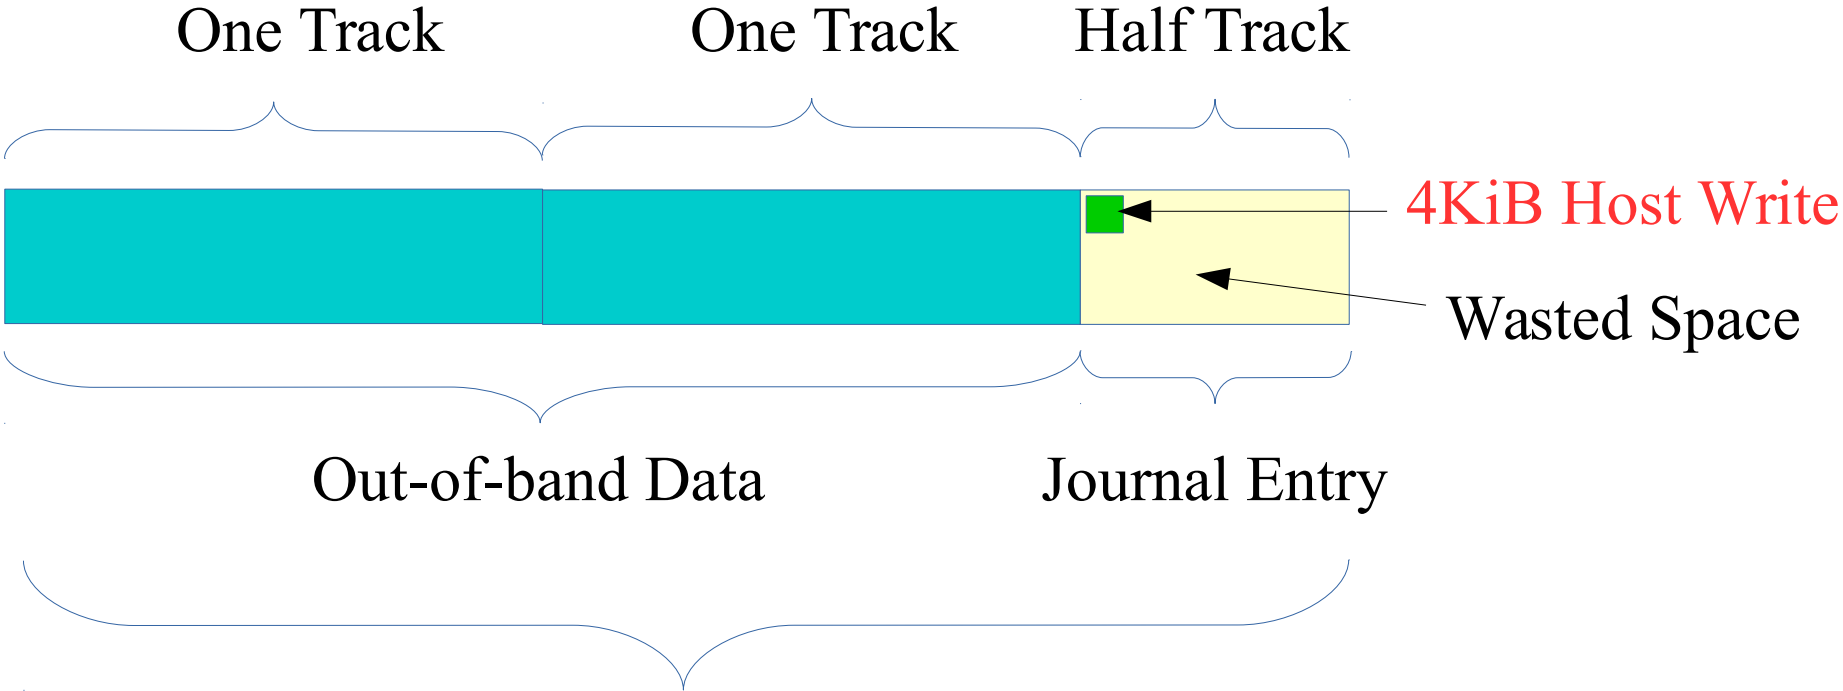 One Track
One Track
Half Track
4KiB Host Write
Wasted Space
Out-of-band Data
Journal Entry